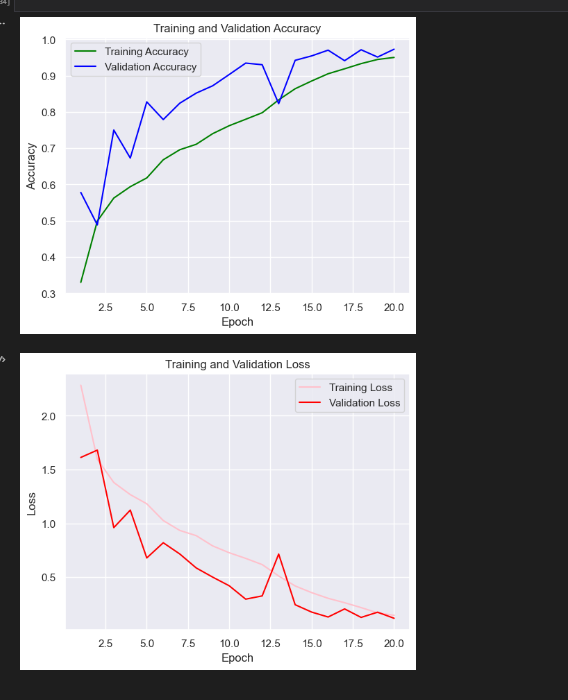 Training and Validation Accuracy
Training Accuracy
Validation Accuracy
1.0
0.9
0.8
0.7
0.6
0.5
0.4
0.3
Accuracy
2.5 5.0 7.5 10.0 12.5 15.0 17.5 20.0
Epoch
Training and Validation Loss
Training Loss
Validation Loss
2.0
1.5
1.0
0.5
Loss
2.5 5.0 7.5 10.0 12.5 15.0 17.5 20.0
Epoch